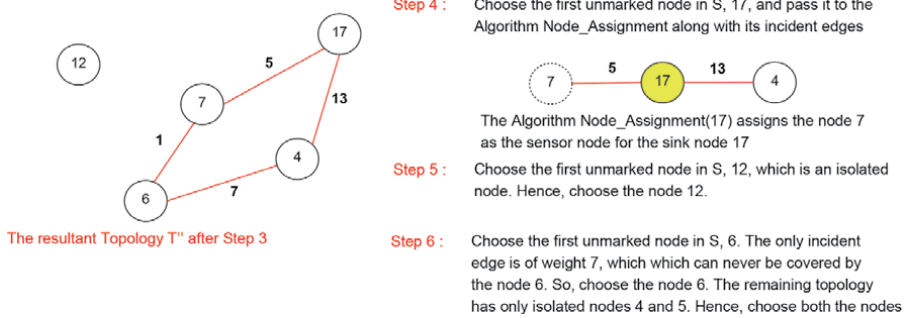 Step 4 : Choose the first unmarked node in S, 17, and pass it to the
Algorithm Node_Assignment along with its incident edges
17
12
5
7
13
1
4
7
6
The resultant Topology T'' after Step 3
7
5
17
13
4
The Algorithm Node_Assignment(17) assigns the node 7
as the sensor node for the sink node 17
Step 5 : Choose the first unmarked node in S, 12, which is an isolated
node. Hence, choose the node 12.
Step 6 : Choose the first unmarked node in S, 6. The only incident
edge is of weight 7, which which can never be covered by
the node 6. So, choose the node 6. The remaining topology
has only isolated nodes 4 and 5. Hence, choose both the nodes